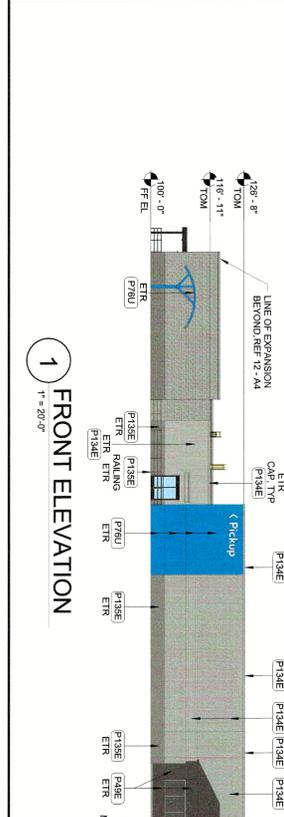 126' - 8"
TOM
116' - 11"
TOM
100' - 0"
FF EL
LINE OF EXPANSION
BEYOND, REF 12 - A4
ETR
CAP, TYP
P134E
P134E
P134E
P134E
P134E
P134E
< Pickup
ETR
P76U
P135E
ETR
ETR
P134E
P135E
RAILING
ETR
P76U
ETR
P135E
ETR
P135E
ETR
P49E
ETR
1
FRONT ELEVATION
1" = 20'-0"